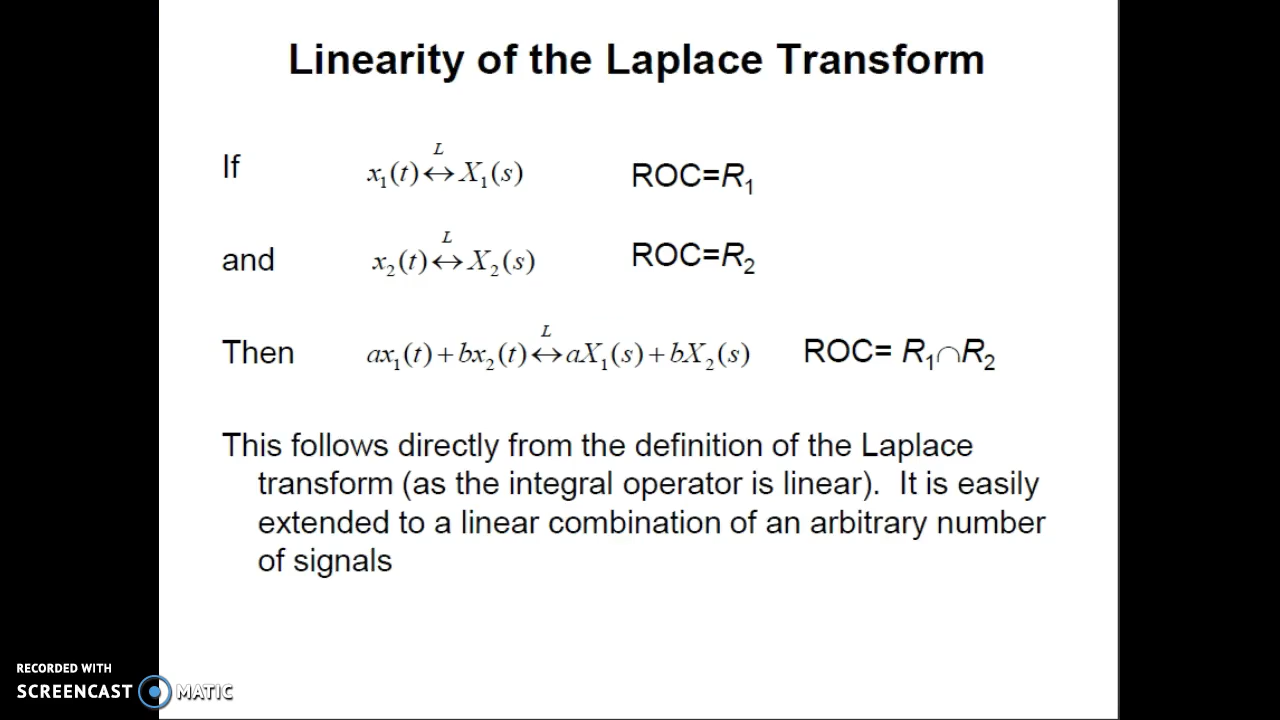 Linearity of the Laplace Transform
If x₁(t) ↔ᴸ X₁(s) ROC=R₁
and x₂(t) ↔ᴸ X₂(s) ROC=R₂
Then ax₁(t) + bx₂(t) ↔ᴸ aX₁(s) + bX₂(s) ROC= R₁∩R₂
This follows directly from the definition of the Laplace
transform (as the integral operator is linear). It is easily
extended to a linear combination of an arbitrary number
of signals
RECORDED WITH
SCREENCAST MATIC